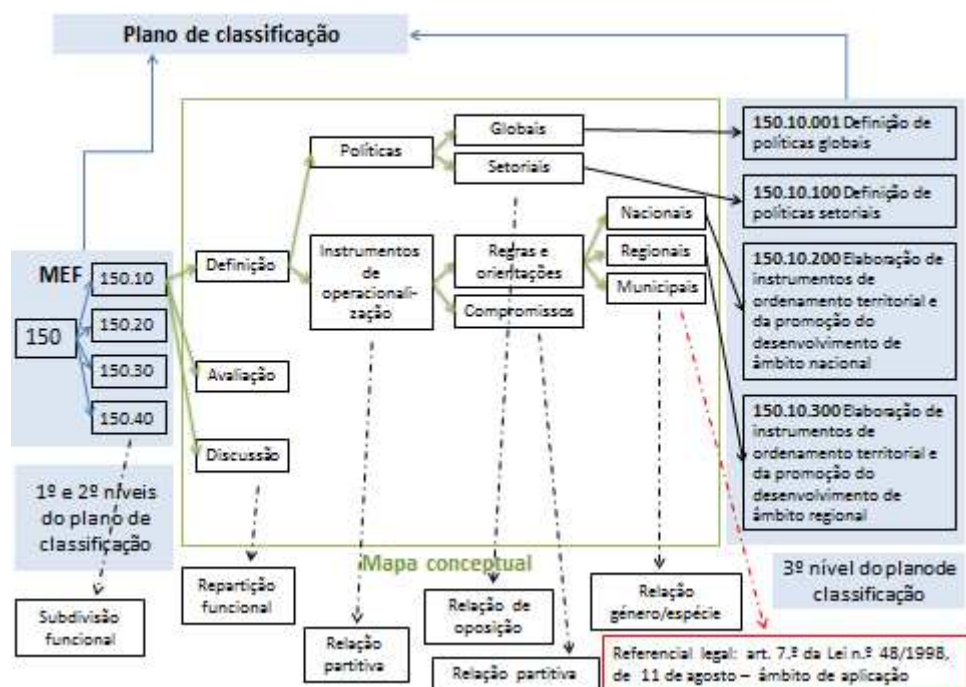 Plano de classificação
MEF
150
150.10
150.20
150.30
150.40
1º e 2º níveis
do plano de
classificação
Definição
Avaliação
Discussão
Políticas
Instrumentos
de
operacionali-
zação
Globais
Setoriais
Regras e
orientações
Compromissos
Nacionais
Regionais
Municipais
150.10.001 Definição de
políticas globais
150.10.100 Definição de
políticas setoriais
150.10.200 Elaboração de
instrumentos de
ordenamento territorial e
da promoção do
desenvolvimento de
âmbito nacional
150.10.300 Elaboração de
instrumentos de
ordenamento territorial e
da promoção do
desenvolvimento de
âmbito regional
3º nível do planode
classificação
Mapa conceptual
Subdivisão
funcional
Repartição
funcional
Relação
partitiva
Relação de
oposição
Relação partitiva
Relação
género/espécie
Referencial legal: art. 7.º da Lei n.º 48/1998,
de 11 de agosto – âmbito de aplicação